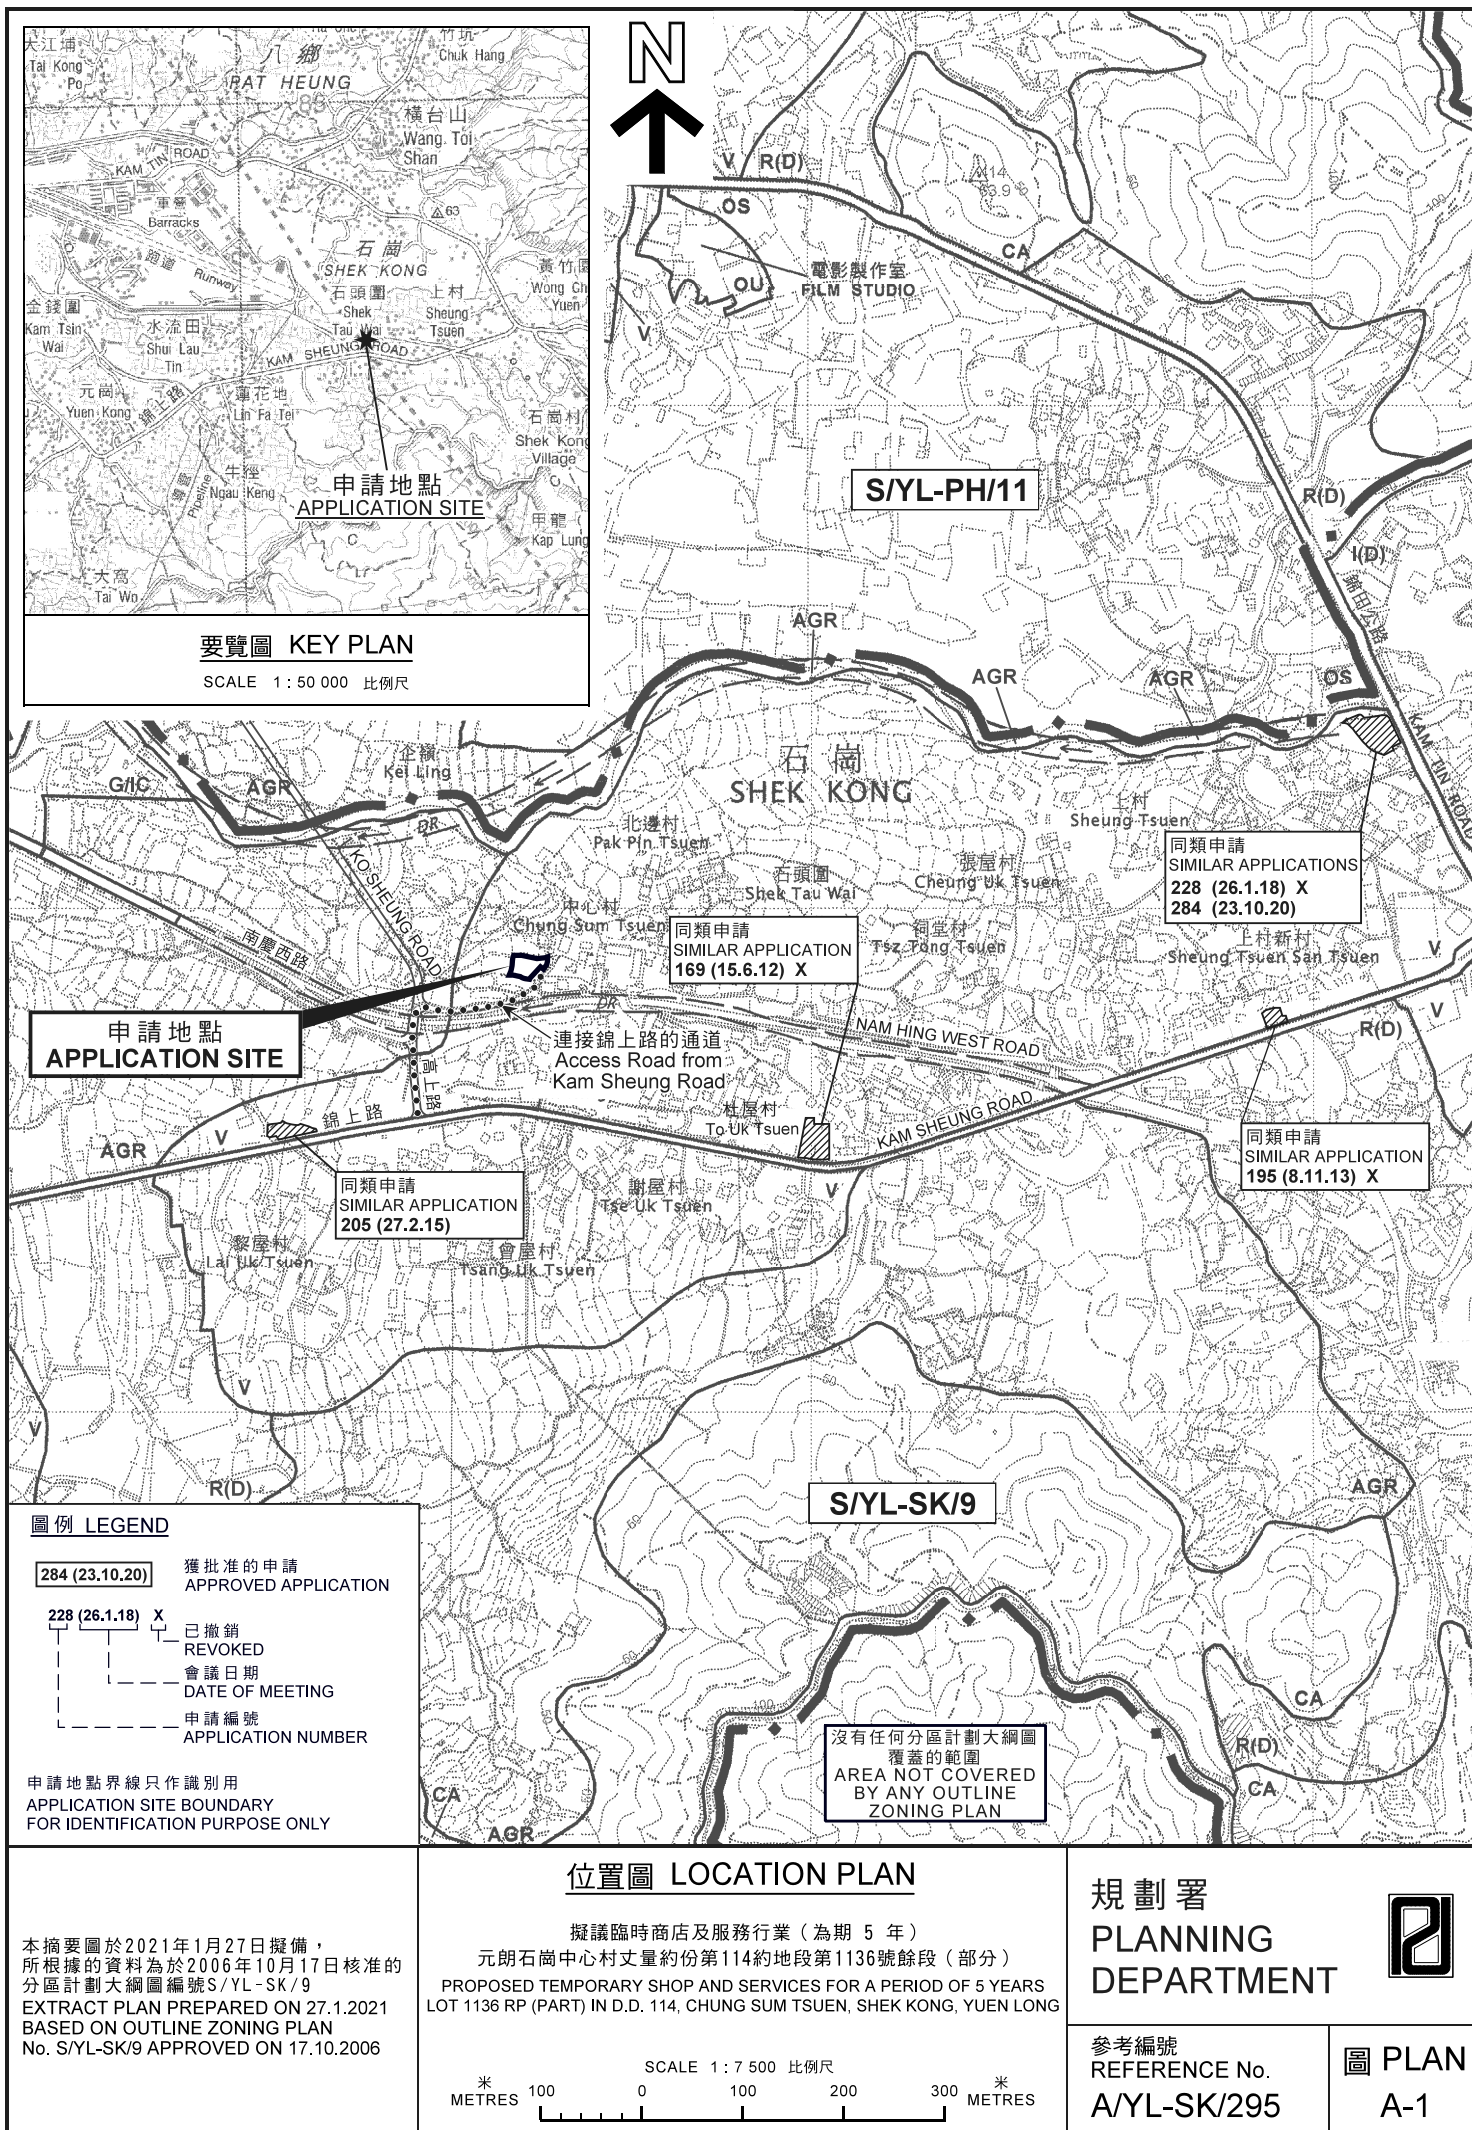 大江埔
Tai Kong
Po
八鄉
PAT HEUNG
竹坑
Chuk Hang
橫台山
Wang Toi
Shan
KAM TIN ROAD
軍營
Barracks
63
跑道
Runway
石崗
SHEK KONG
黃竹園
Wong Ch
Yuen
金錢圍
Kam Tsin
Wai
水流田
Shui Lau
Tin
石頭圍
Shek
Tau Wai
上村
Sheung
Tsuen
KAM SHEUNG ROAD
元崗
Yuen Kong
錦上路
蓮花地
Lin Fa Tei
石崗村
Shek Kong
Village
牛徑
Ngau Keng
Pipeline
申請地點
APPLICATION SITE
甲龍
Kap Lung
大窩
Tai Wo
要覽圖 KEY PLAN
SCALE 1 : 50 000 比例尺
N
V
R(D)
OS
OU
電影製作室
FILM STUDIO
V
CA
S/YL-PH/11
R(D)
I(D)
錦田公路
AGR
AGR
AGR
OS
KAM TIN ROAD
G/IC
AGR
企嶺
Kei Ling
DR
石崗
SHEK KONG
北邊村
Pak Pin Tsuen
上村
Sheung Tsuen
石頭圍
Shek Tau Wai
張屋村
Cheung Uk Tsuen
同類申請
SIMILAR APPLICATIONS
228 (26.1.18) X
284 (23.10.20)
KO SHEUNG ROAD
中心村
Chung Sum Tsuen
南慶西路
同類申請
SIMILAR APPLICATION
169 (15.6.12) X
祠堂村
Tsz Tong Tsuen
上村新村
Sheung Tsuen San Tsuen
V
申請地點
APPLICATION SITE
DR
連接錦上路的通道
Access Road from
Kam Sheung Road
NAM HING WEST ROAD
V
R(D)
高上路
錦上路
杜屋村
To Uk Tsuen
KAM SHEUNG ROAD
V
AGR
同類申請
SIMILAR APPLICATION
195 (8.11.13) X
同類申請
SIMILAR APPLICATION
205 (27.2.15)
謝屋村
Tse Uk Tsuen
V
黎屋村
Lai Uk Tsuen
曾屋村
Tsang Uk Tsuen
V
V
R(D)
S/YL-SK/9
AGR
圖例 LEGEND
284 (23.10.20)
獲批准的申請
APPROVED APPLICATION
228 (26.1.18) X
已撤銷
REVOKED
會議日期
DATE OF MEETING
申請編號
APPLICATION NUMBER
申請地點界線只作識別用
APPLICATION SITE BOUNDARY
FOR IDENTIFICATION PURPOSE ONLY
CA
AGR
沒有任何分區計劃大綱圖
覆蓋的範圍
AREA NOT COVERED
BY ANY OUTLINE
ZONING PLAN
CA
R(D)
CA
本摘要圖於2021年1月27日擬備，
所根據的資料為於2006年10月17日核准的
分區計劃大綱圖編號S/YL-SK/9
EXTRACT PLAN PREPARED ON 27.1.2021
BASED ON OUTLINE ZONING PLAN
No. S/YL-SK/9 APPROVED ON 17.10.2006
位置圖 LOCATION PLAN
擬議臨時商店及服務行業（為期 5 年）
元朗石崗中心村丈量約份第114約地段第1136號餘段（部分）
PROPOSED TEMPORARY SHOP AND SERVICES FOR A PERIOD OF 5 YEARS
LOT 1136 RP (PART) IN D.D. 114, CHUNG SUM TSUEN, SHEK KONG, YUEN LONG
SCALE 1 : 7 500 比例尺
米
METRES 100 0 100 200 300 米
METRES
規劃署
PLANNING
DEPARTMENT
參考編號
REFERENCE No.
A/YL-SK/295
圖 PLAN
A-1